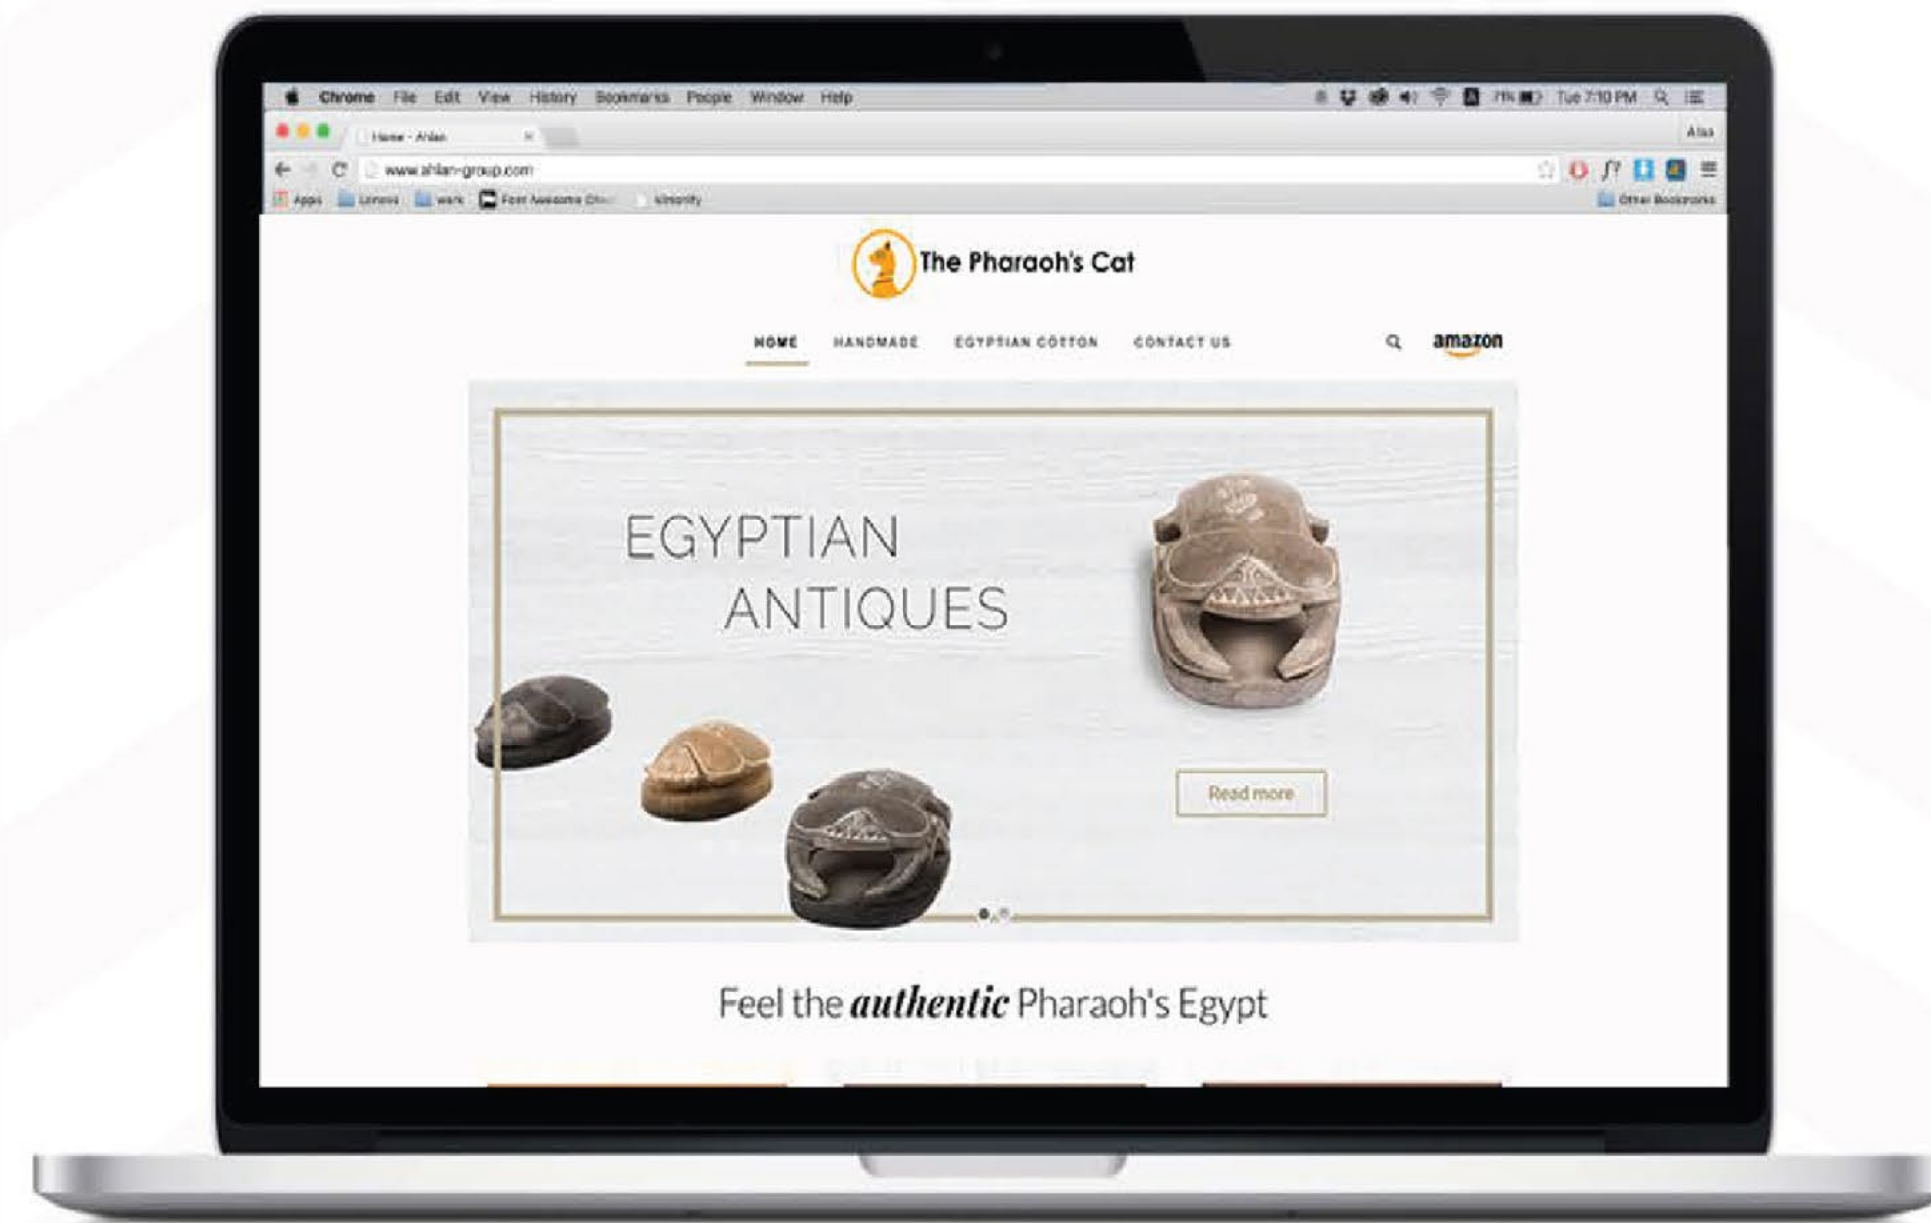 Chrome File Edit View History Bookmarks People Window Help
71% Tue 7:10 PM
Home - Ahlan
Alaa
www.ahlan-group.com
Apps
work
Other Bookmarks
The Pharaoh's Cat
HOME HANDMADE EGYPTIAN COTTON CONTACT US
amazon
EGYPTIAN
ANTIQUES
Read more
Feel the authentic Pharaoh's Egypt